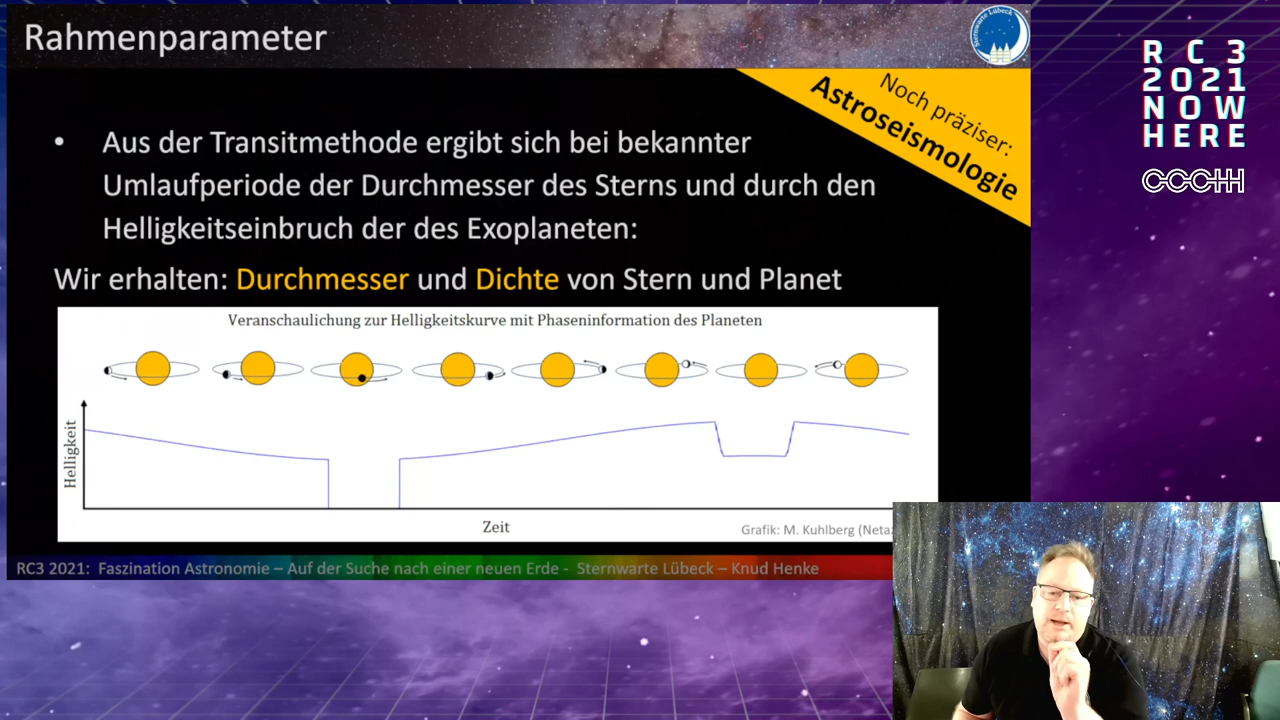 Rahmenparameter
Sternwarte Lübeck
Noch präziser:
Astroseismologie
• Aus der Transitmethode ergibt sich bei bekannter
Umlaufperiode der Durchmesser des Sterns und durch den
Helligkeitseinbruch der des Exoplaneten:
Wir erhalten: Durchmesser und Dichte von Stern und Planet
Veranschaulichung zur Helligkeitskurve mit Phaseninformation des Planeten
Helligkeit
Zeit
Grafik: M. Kuhlberg
RC3 2021: Faszination Astronomie – Auf der Suche nach einer neuen Erde - Sternwarte Lübeck – Knud Henke
RC3
2021
NOW
HERE
CCCHH